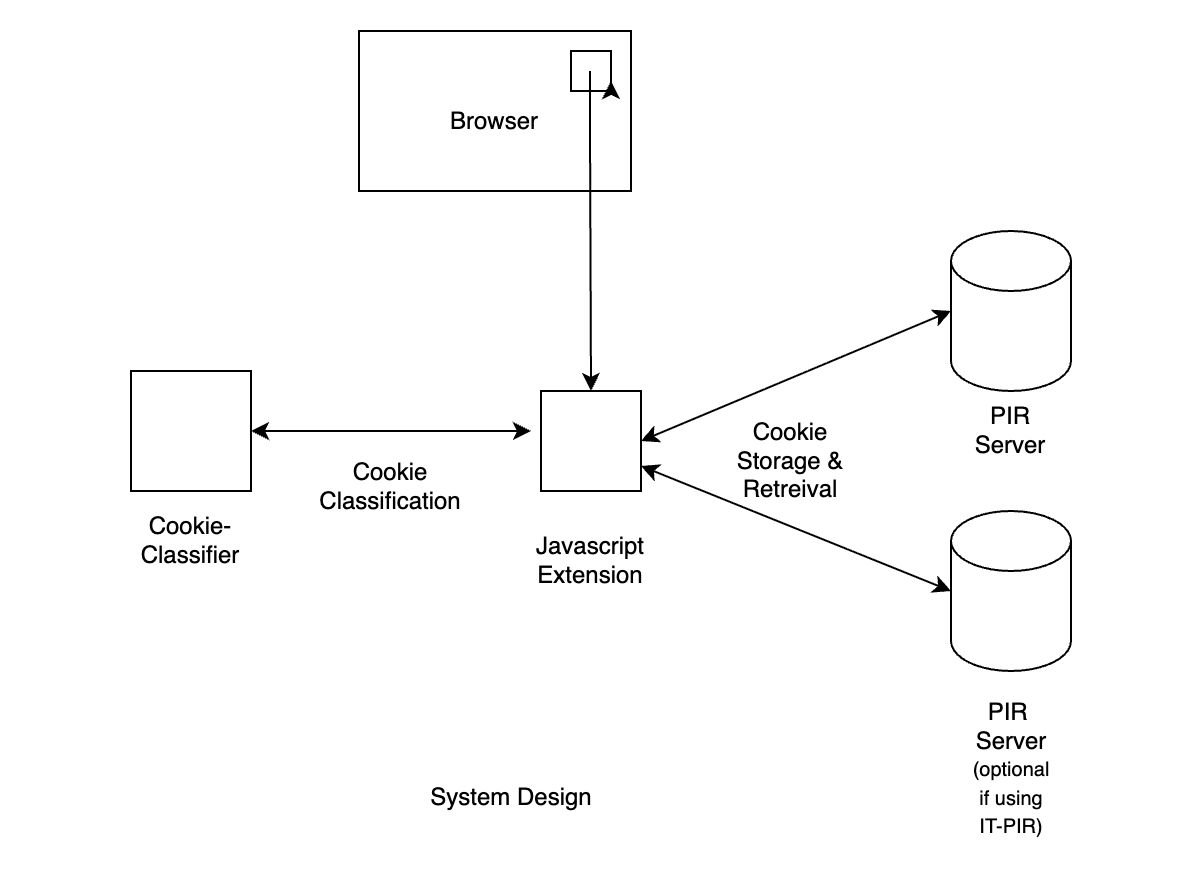 Browser
PIR
Server
Cookie
Storage &
Retreival
Cookie
Classification
Cookie-
Classifier
Javascript
Extension
PIR
Server
(optional
if using
IT-PIR)
System Design